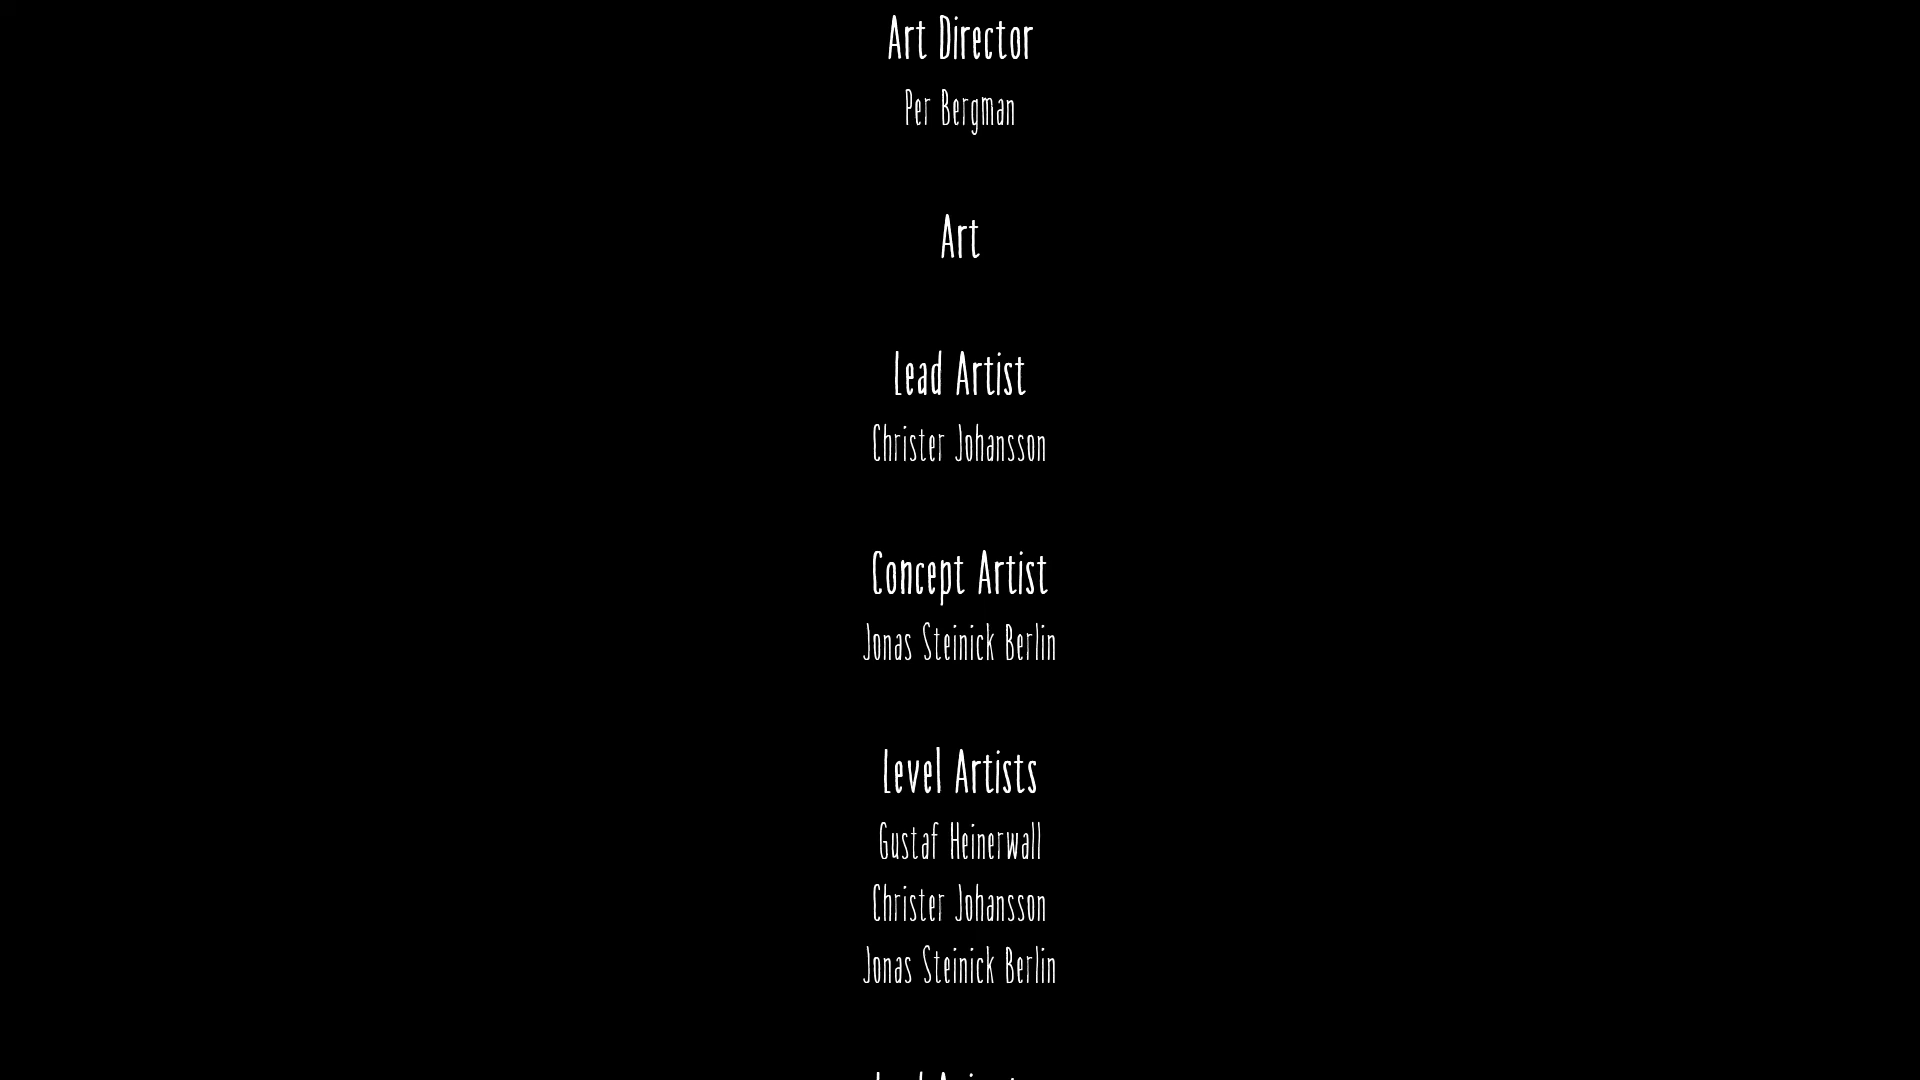 Art Director
Per Bergman
Art
Lead Artist
Christer Johansson
Concept Artist
Jonas Steinick Berlin
Level Artists
Gustaf Heinerwall
Christer Johansson
Jonas Steinick Berlin